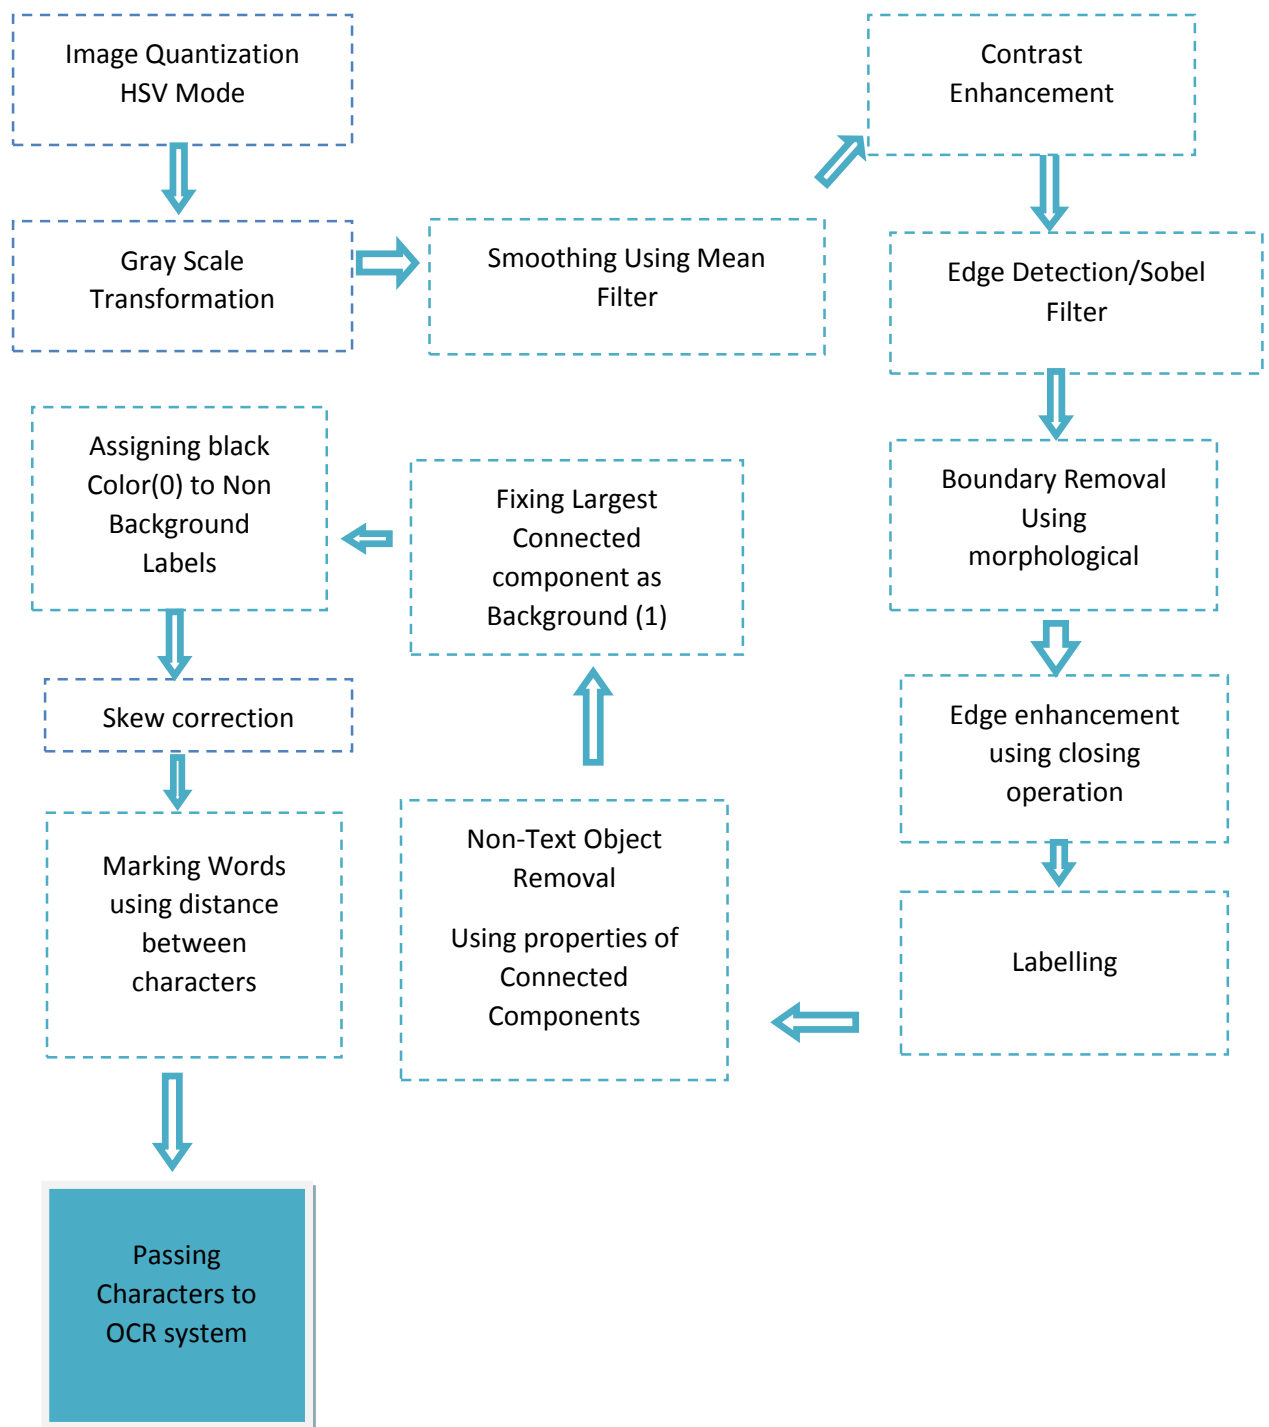 Image Quantization
HSV Mode
Gray Scale
Transformation
Smoothing Using Mean
Filter
Contrast
Enhancement
Edge Detection/Sobel
Filter
Boundary Removal
Using
morphological
Edge enhancement
using closing
operation
Labelling
Non-Text Object
Removal
Using properties of
Connected
Components
Fixing Largest
Connected
component as
Background (1)
Assigning black
Color(0) to Non
Background
Labels
Skew correction
Marking Words
using distance
between
characters
Passing
Characters to
OCR system